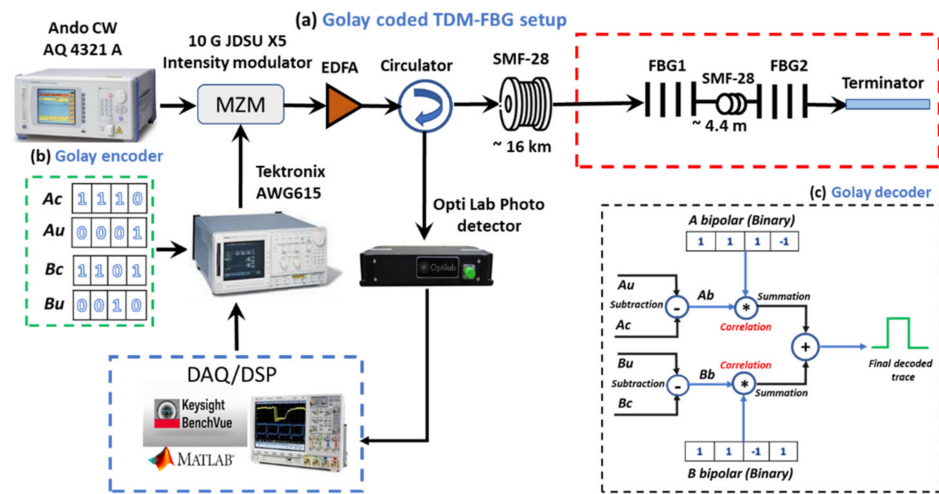 (a) Golay coded TDM-FBG setup
Ando CW
AQ 4321 A
10 G JDSU X5
Intensity modulator
EDFA
Circulator
SMF-28
FBG1
SMF-28
FBG2
Terminator
MZM
~ 4.4 m
~ 16 km
(b) Golay encoder
Ac 1 1 1 0
Au 0 0 0 1
Bc 1 1 0 1
Bu 0 0 1 0
Tektronix
AWG615
Opti Lab Photo
detector
Optilab
DAQ/DSP
Keysight
BenchVue
MATLAB®
(c) Golay decoder
A bipolar (Binary)
1 1 1 -1
Au
Subtraction
Ac
-
Ab
*
Summation
Correlation
+
Final decoded
trace
Bu
Subtraction
Bc
-
Bb
Correlation
*
Summation
1 1 -1 1
B bipolar (Binary)